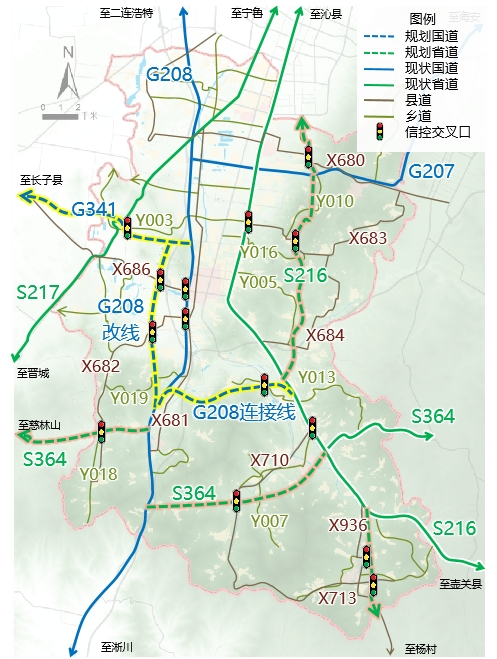 至二连浩特
至宁色
至沁县
图例
规划国道
规划省道
现状国道
现状省道
县道
乡道
信控交叉口
N
0 1 2
千米
G208
X680
G207
至长子县
G341
Y003
Y010
X683
Y016
X686
S216
Y005
S217
G208
改线
X684
至晋城
X682
Y019
Y013
G208连接线
X681
至慈林山
S364
S364
X710
Y018
S364
Y007
X936
S216
至壶关县
X713
至淅川
至杨村